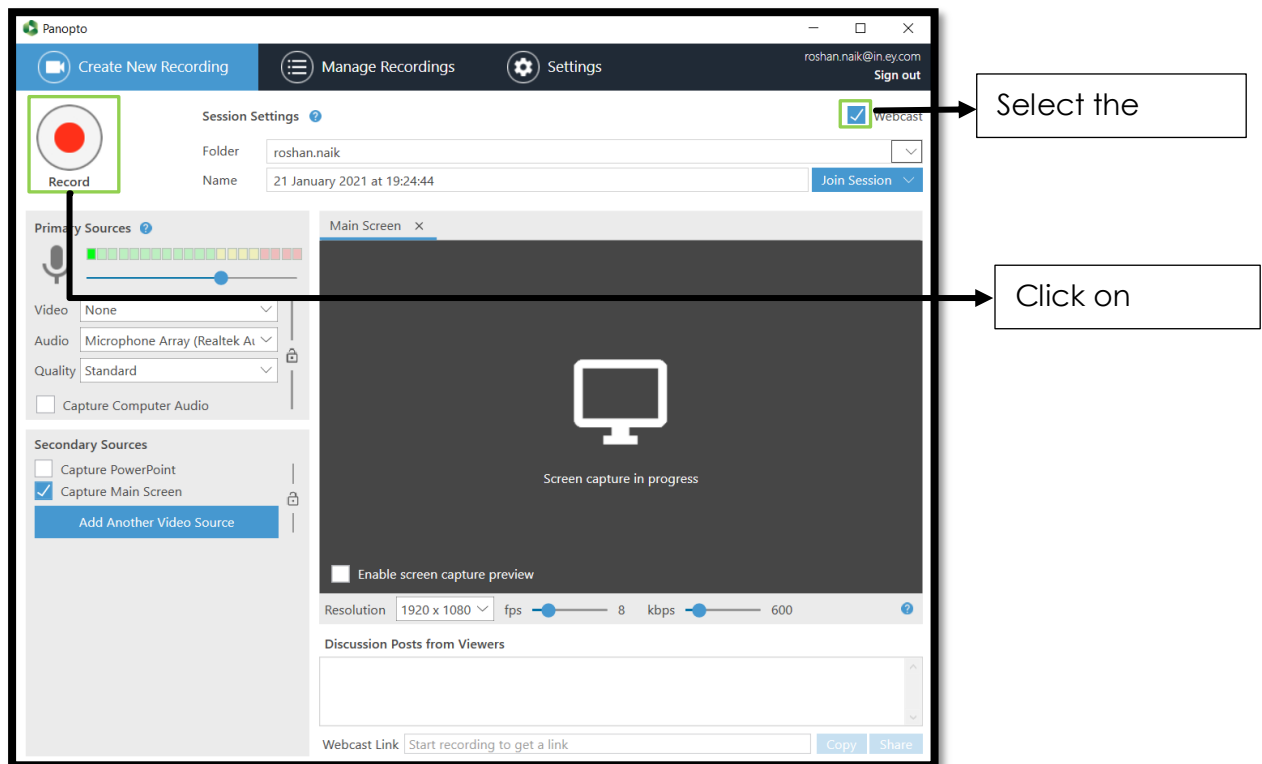 Panopto
Create New Recording
Manage Recordings
Settings
roshan.naik@in.ey.com
Sign out
Record
Session Settings ?
Webcast
Folder roshan.naik
Name 21 January 2021 at 19:24:44 Join Session
Select the
Primary Sources ?
Main Screen ×
Click on
Video None
Audio Microphone Array (Realtek Au
Quality Standard
Capture Computer Audio
Secondary Sources
Capture PowerPoint
Capture Main Screen
Add Another Video Source
Screen capture in progress
Enable screen capture preview
Resolution 1920 x 1080 fps 8 kbps 600 ?
Discussion Posts from Viewers
Webcast Link Start recording to get a link Copy Share